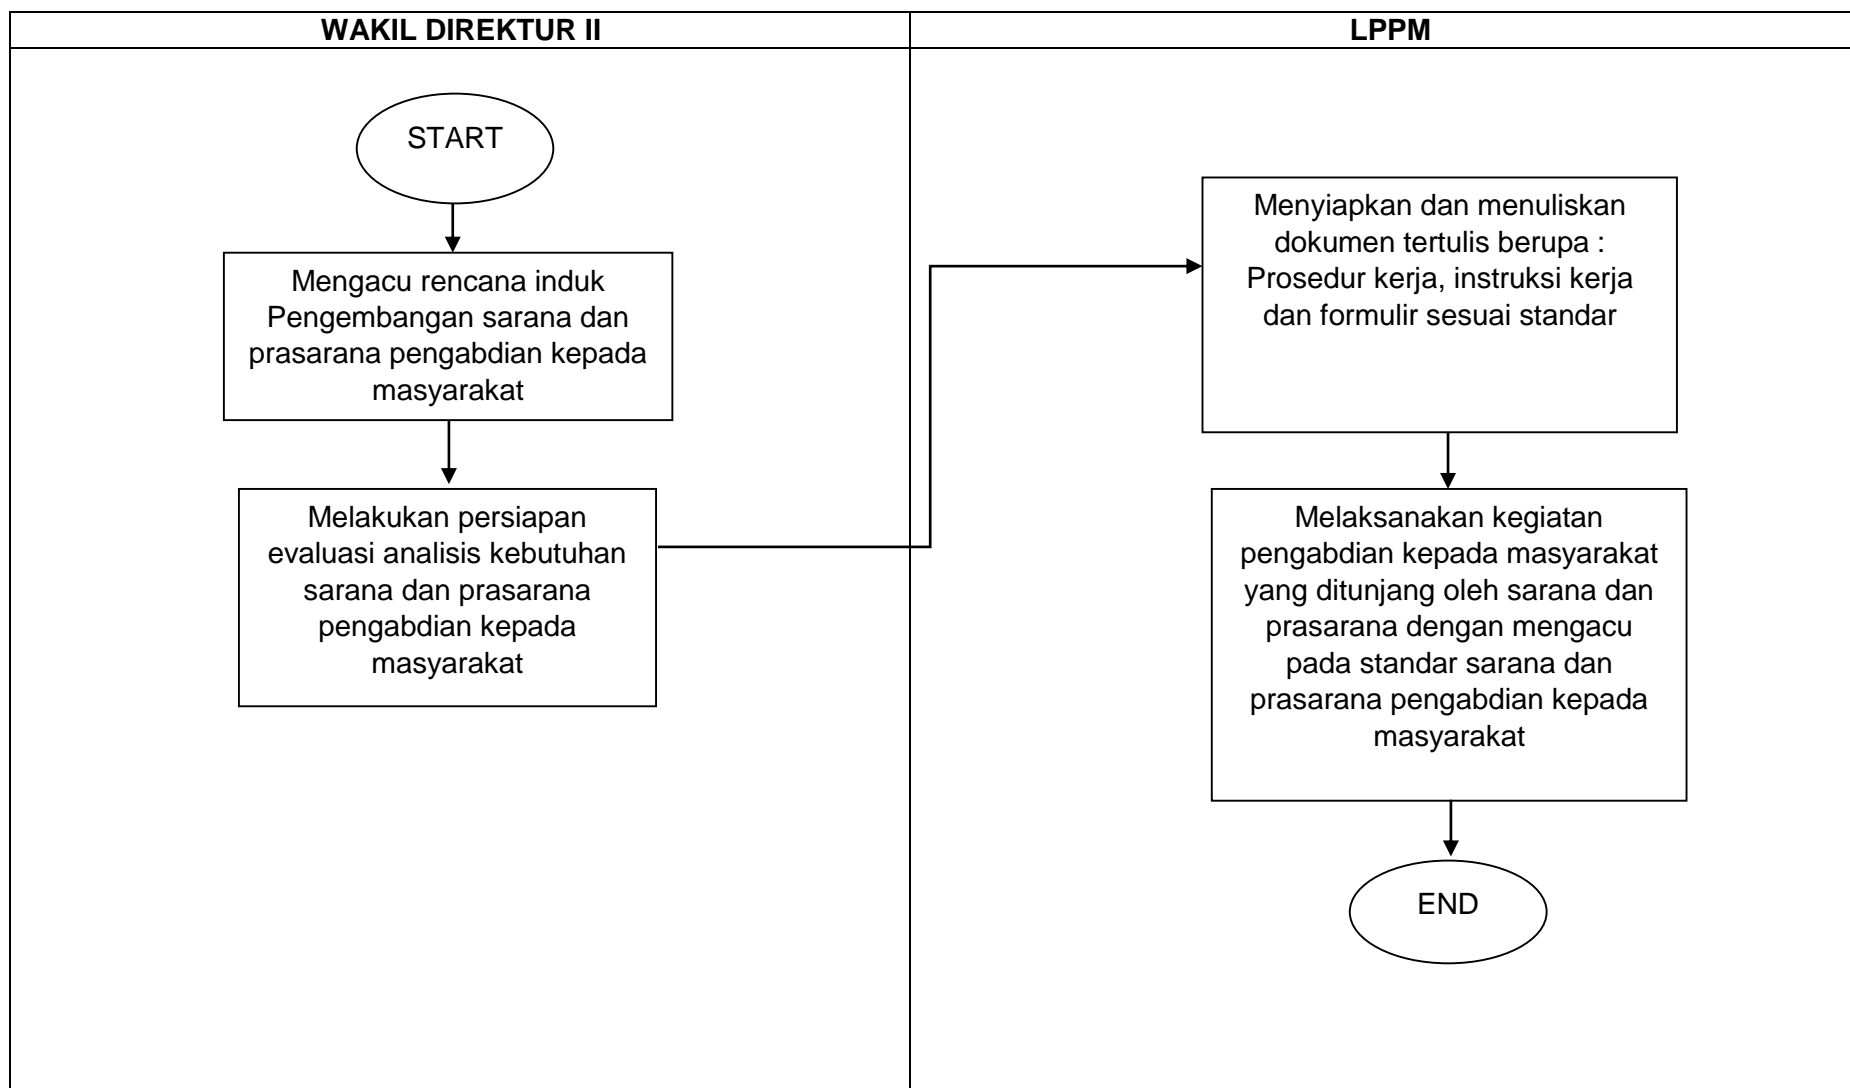 WAKIL DIREKTUR II
LPPM
START
Mengacu rencana induk
Pengembangan sarana dan
prasarana pengabdian kepada
masyarakat
Melakukan persiapan
evaluasi analisis kebutuhan
sarana dan prasarana
pengabdian kepada
masyarakat
Menyiapkan dan menuliskan
dokumen tertulis berupa :
Prosedur kerja, instruksi kerja
dan formulir sesuai standar
Melaksanakan kegiatan
pengabdian kepada masyarakat
yang ditunjang oleh sarana dan
prasarana dengan mengacu
pada standar sarana dan
prasarana pengabdian kepada
masyarakat
END